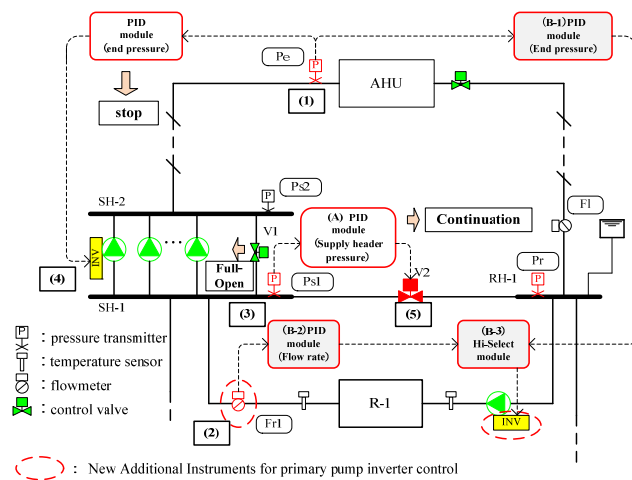 PID
module
(end pressure)
(B-1)PID
module
(End pressure)
Pe
P
(1)
AHU
stop
SH-2
P
Ps2
V1
(A) PID
module
(Supply header
pressure)
Continuation
Fl
INV
(4)
Full-
Open
P
Ps1
V2
Pr
P
RH-1
SH-1
(3)
(5)
P
: pressure transmitter
: temperature sensor
: flowmeter
: control valve
(B-2)PID
module
(Flow rate)
(B-3)
Hi-Select
module
(2)
Fr1
R-1
INV
: New Additional Instruments for primary pump inverter control